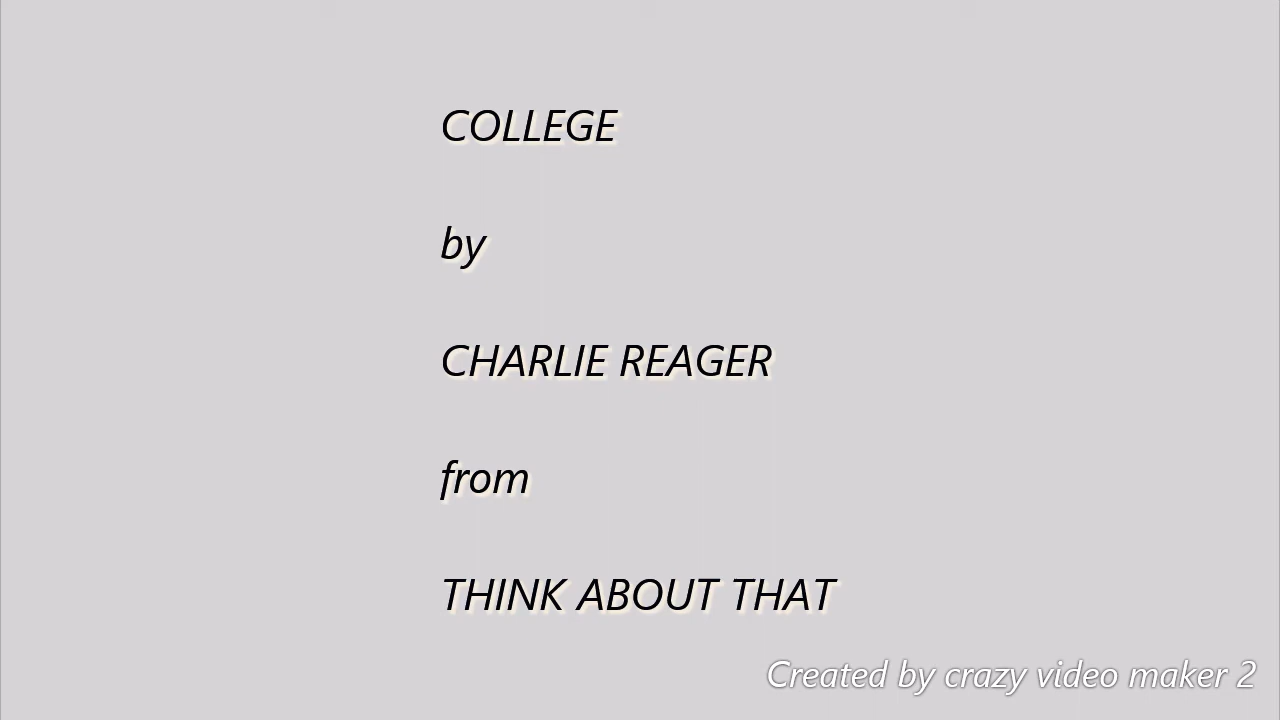 COLLEGE
by
CHARLIE REAGER
from
THINK ABOUT THAT
Created by crazy video maker 2